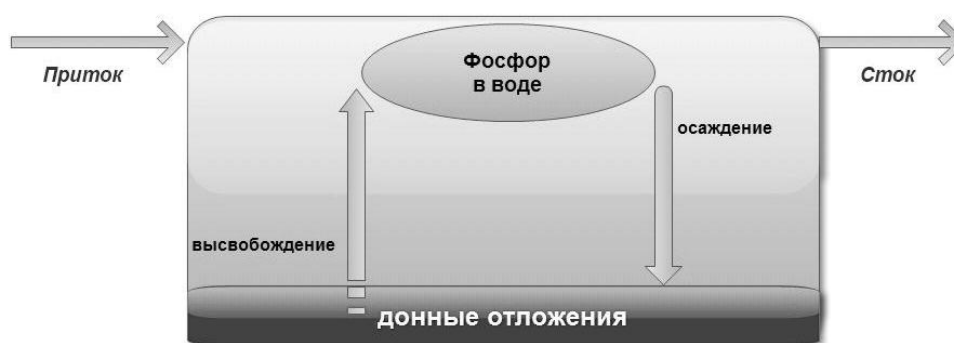 Приток
Фосфор
в воде
Сток
осаждение
высвобождение
донные отложения